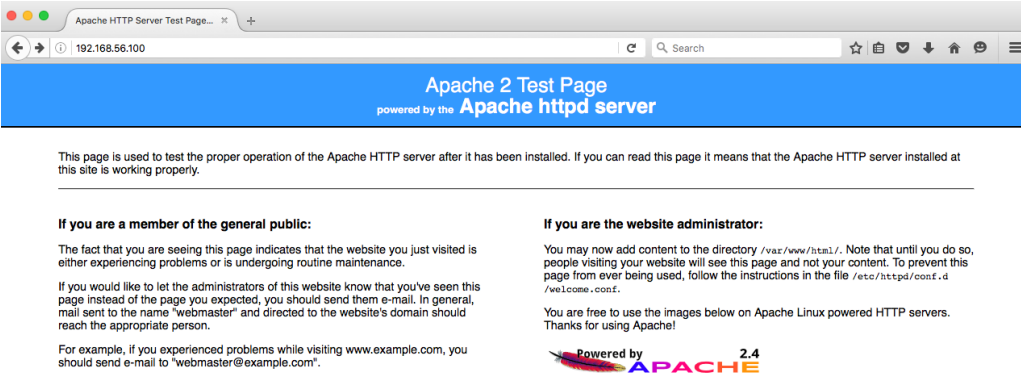 Apache HTTP Server Test Page...
192.168.56.100
Search
Apache 2 Test Page
powered by the Apache httpd server
This page is used to test the proper operation of the Apache HTTP server after it has been installed. If you can read this page it means that the Apache HTTP server installed at
this site is working properly.
If you are a member of the general public:
The fact that you are seeing this page indicates that the website you just visited is
either experiencing problems or is undergoing routine maintenance.
If you would like to let the administrators of this website know that you've seen this
page instead of the page you expected, you should send them e-mail. In general,
mail sent to the name "webmaster" and directed to the website's domain should
reach the appropriate person.
For example, if you experienced problems while visiting www.example.com, you
should send e-mail to "webmaster@example.com".
If you are the website administrator:
You may now add content to the directory /var/www/html/. Note that until you do so,
people visiting your website will see this page and not your content. To prevent this
page from ever being used, follow the instructions in the file /etc/httpd/conf.d
/welcome.conf.
You are free to use the images below on Apache Linux powered HTTP servers.
Thanks for using Apache!
Powered by 2.4
APACHE